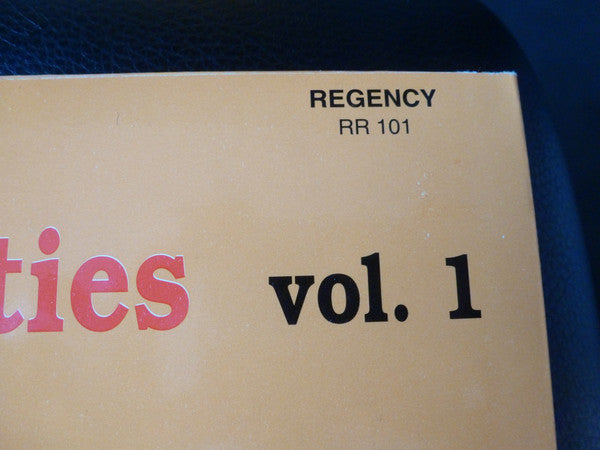 REGENCY
RR 101
ties vol. 1